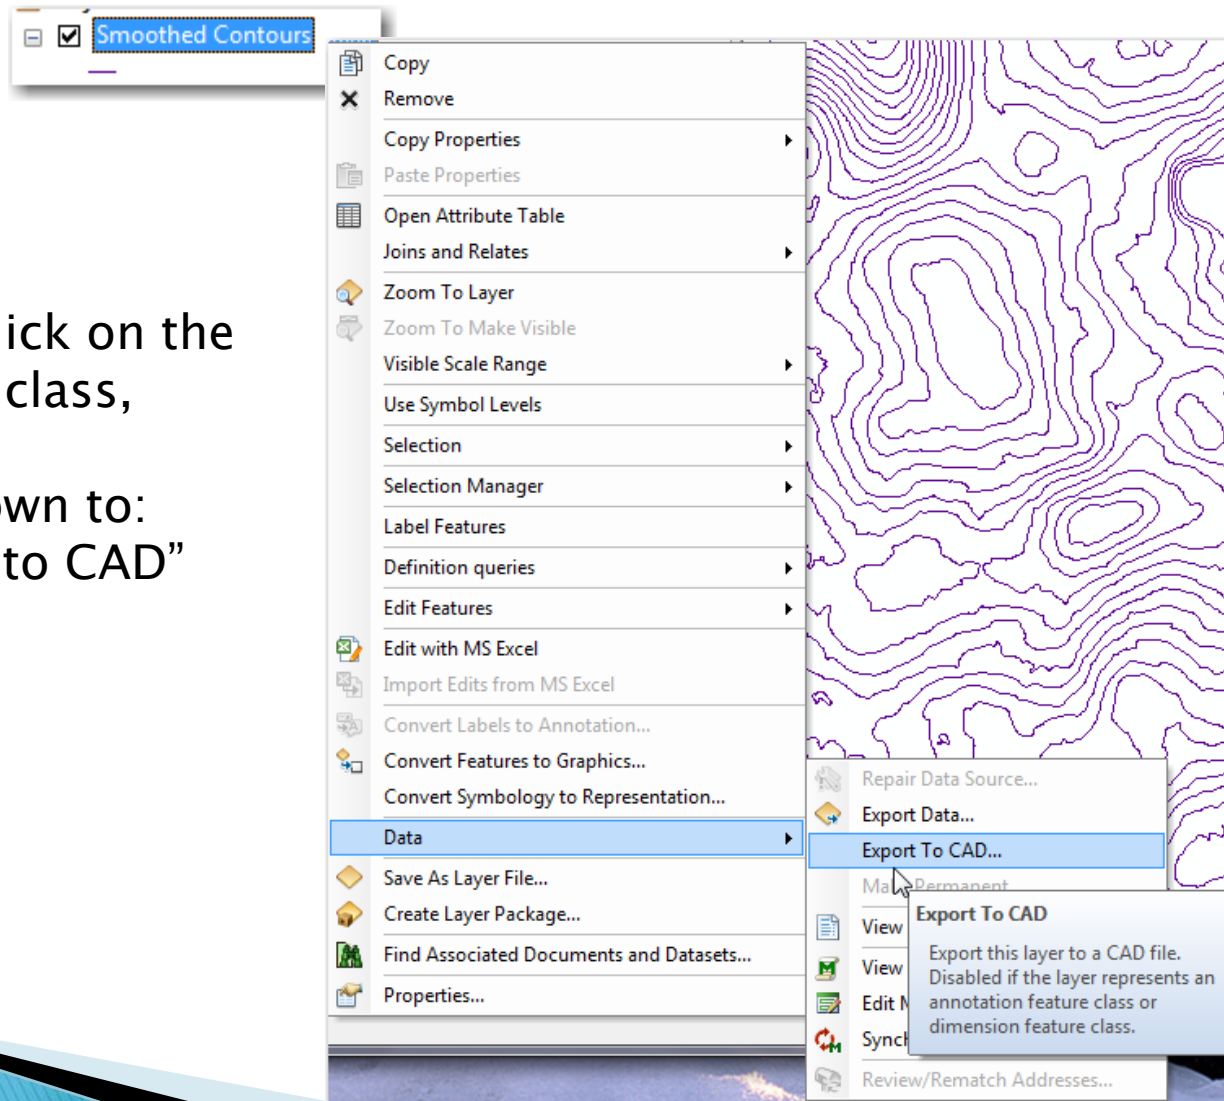 Smoothed Contours
ick on the
class,
own to:
to CAD”
Copy
Remove
Copy Properties
Paste Properties
Open Attribute Table
Joins and Relates
Zoom To Layer
Zoom To Make Visible
Visible Scale Range
Use Symbol Levels
Selection
Selection Manager
Label Features
Definition queries
Edit Features
Edit with MS Excel
Import Edits from MS Excel
Convert Labels to Annotation...
Convert Features to Graphics...
Convert Symbology to Representation...
Data
Save As Layer File...
Create Layer Package...
Find Associated Documents and Datasets...
Properties...
Repair Data Source...
Export Data...
Export To CAD...
Permanent
View
View
Edit
Review/Rematch Addresses...
Export To CAD
Export this layer to a CAD file.
Disabled if the layer represents an
annotation feature class or
dimension feature class.